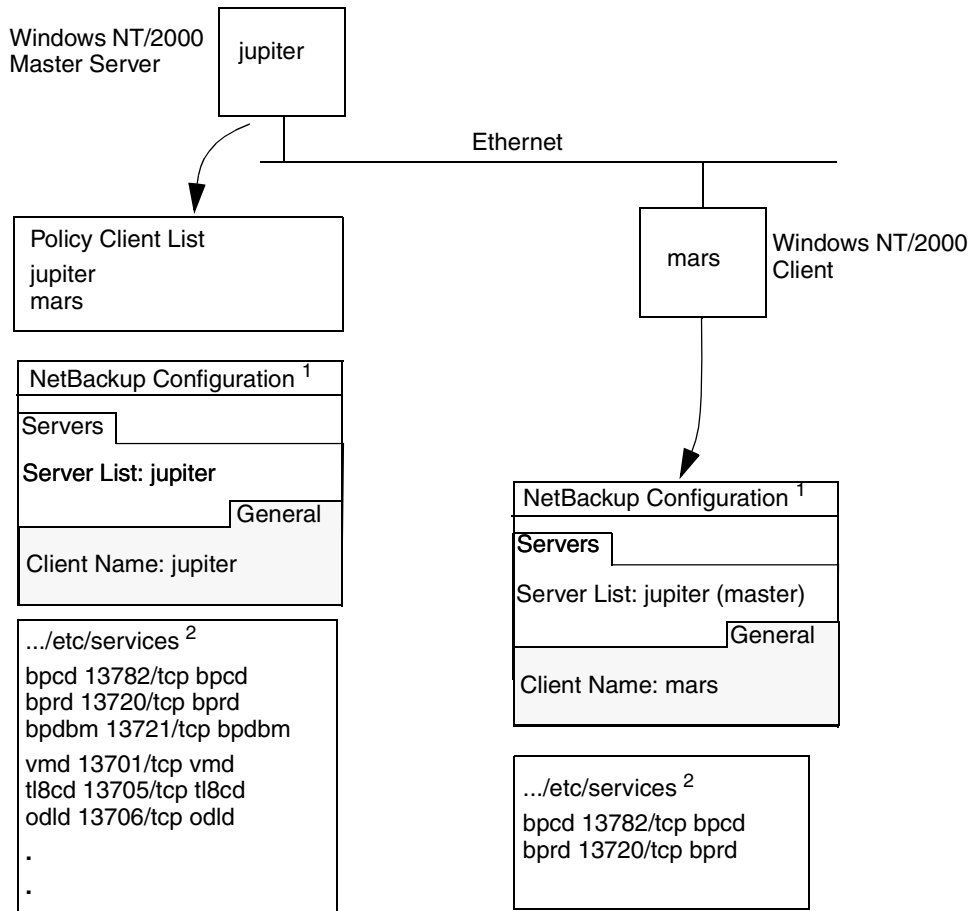 Windows NT/2000
Master Server
jupiter
Ethernet
Policy Client List
jupiter
mars
mars
Windows NT/2000
Client
NetBackup Configuration 1
Servers
Server List: jupiter
General
Client Name: jupiter
.../etc/services 2
bpcd 13782/tcp bpcd
bprd 13720/tcp bprd
bpdbm 13721/tcp bpdbm
vmd 13701/tcp vmd
tl8cd 13705/tcp tl8cd
odld 13706/tcp odld
.
.
NetBackup Configuration 1
Servers
Server List: jupiter (master)
General
Client Name: mars
.../etc/services 2
bpcd 13782/tcp bpcd
bprd 13720/tcp bprd